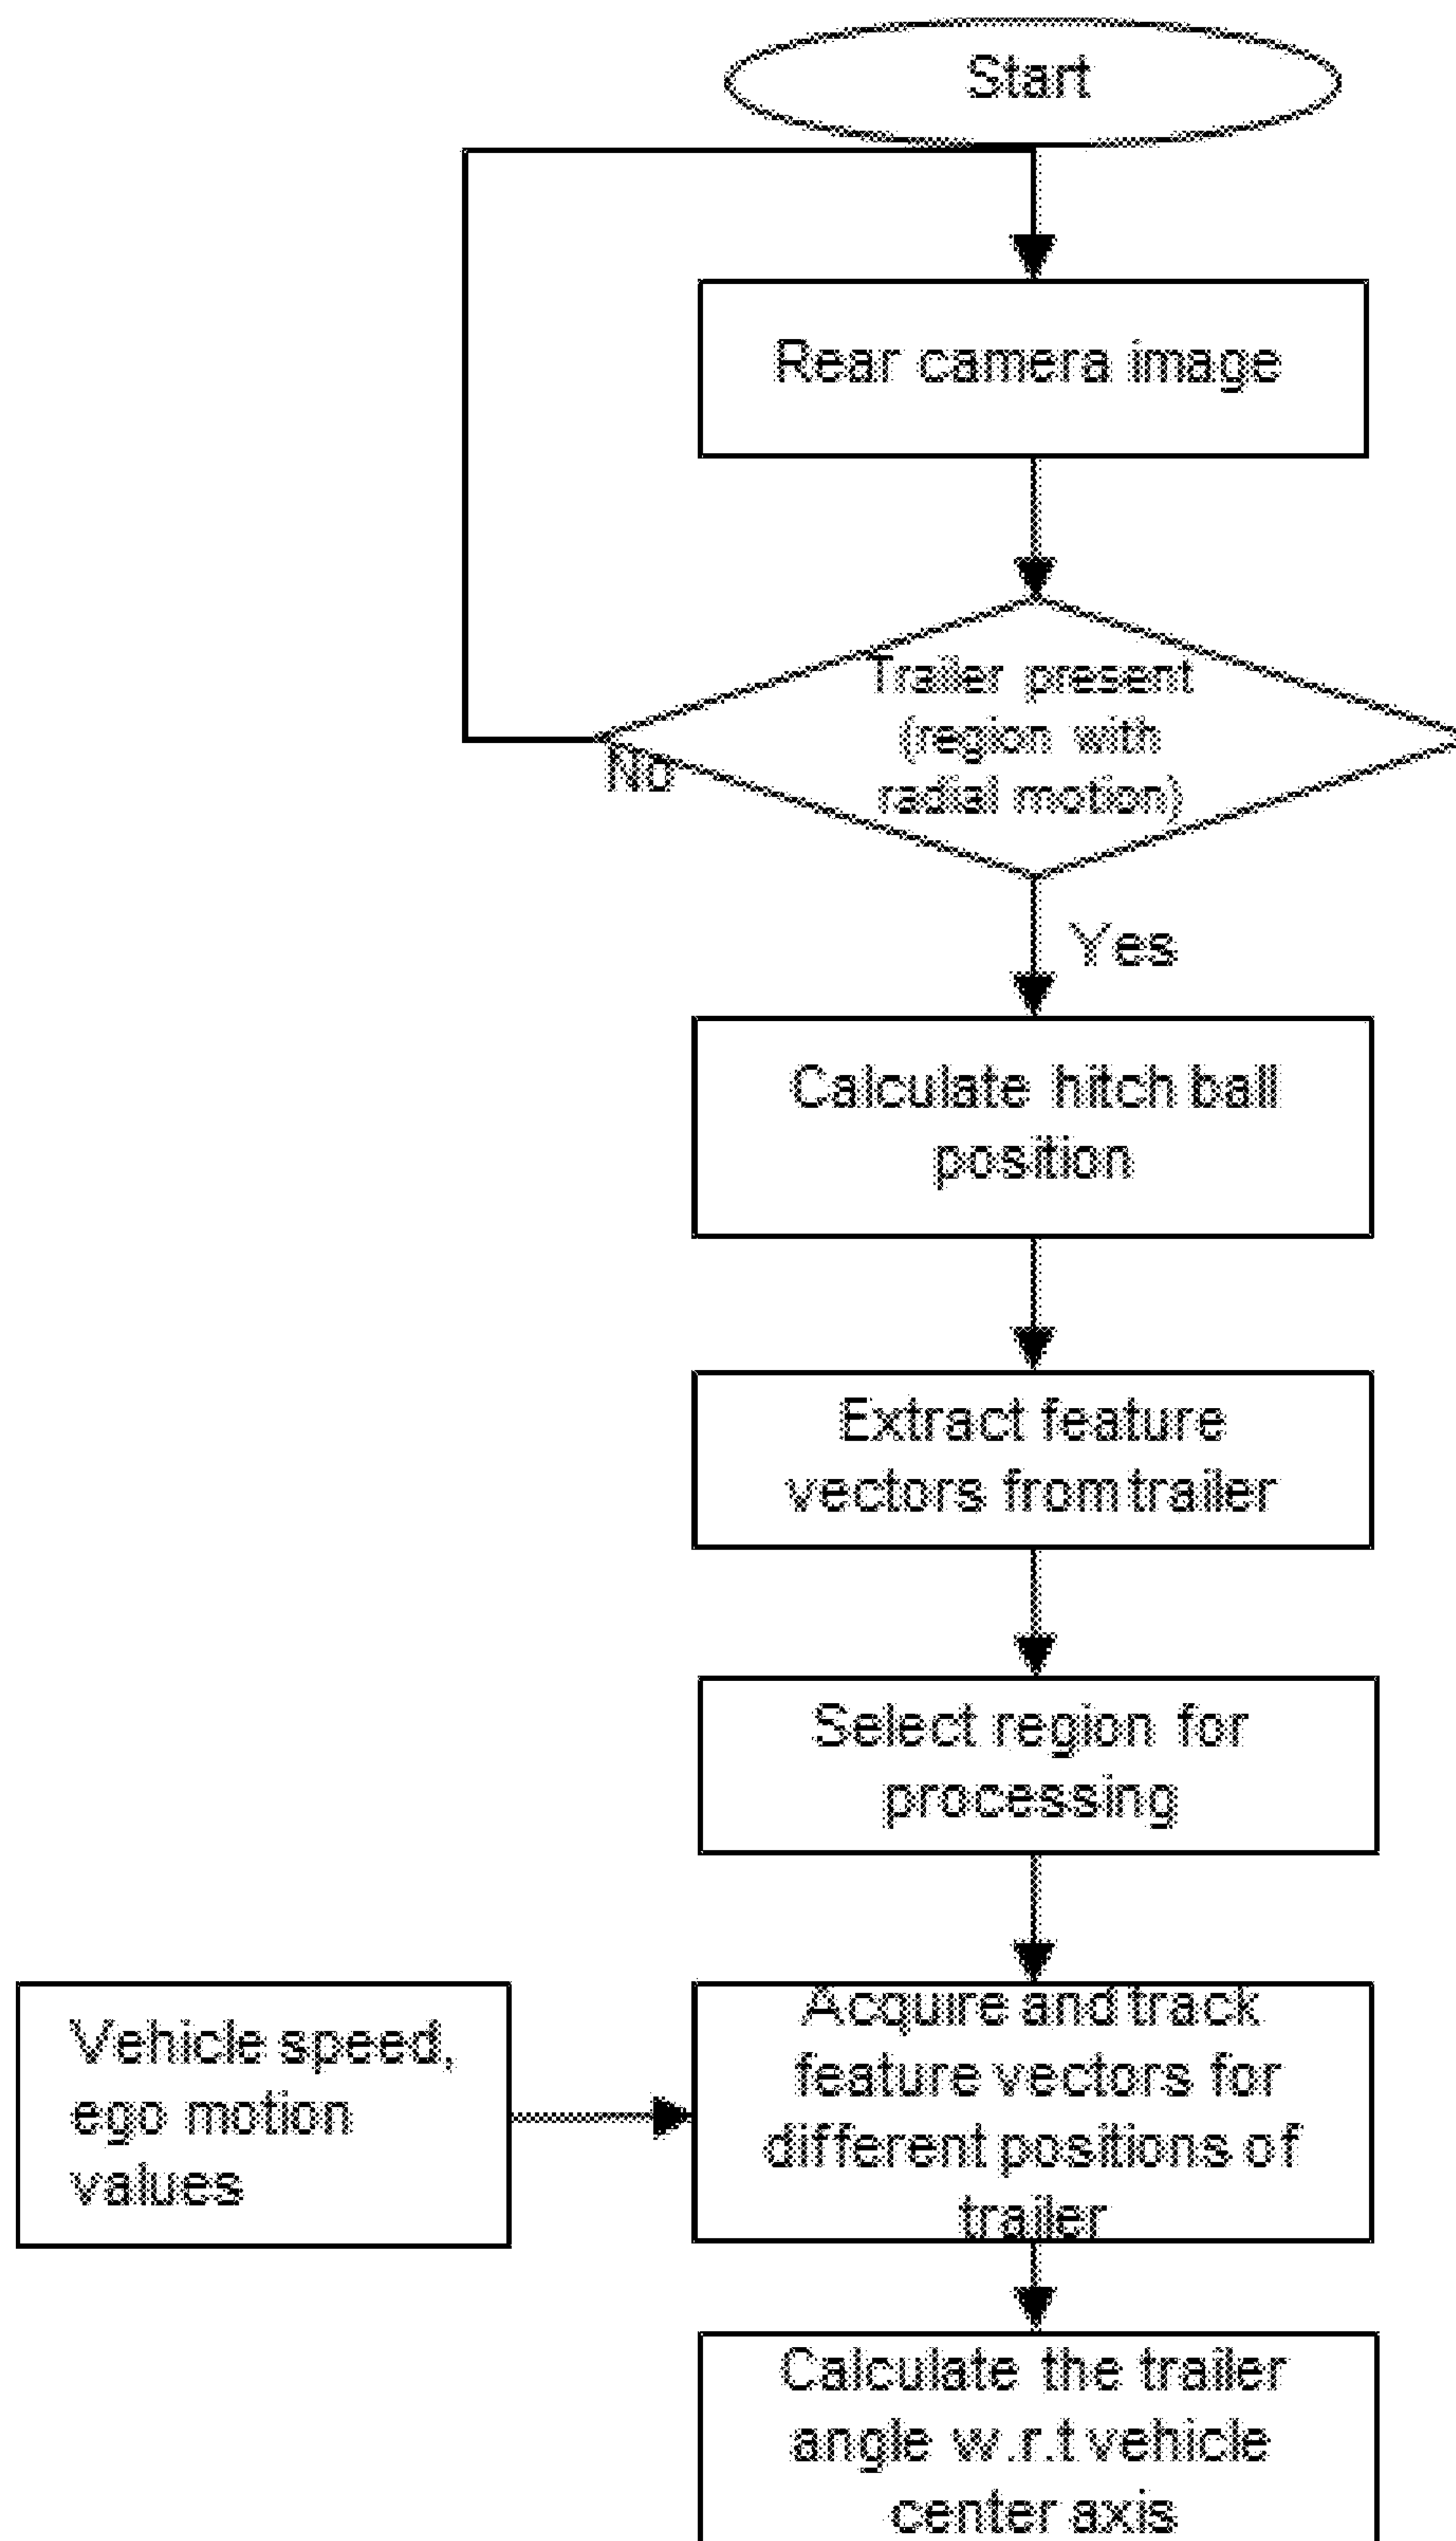 Start
Rear camera image
Trailer present
(region with
radial motion)
No
Yes
Calculate hitch ball
position
Extract feature
vectors from trailer
Select region for
processing
Vehicle speed,
ego motion
values
Acquire and track
feature vectors for
different positions of
trailer
Calculate the trailer
angle w.r.t vehicle
center axis